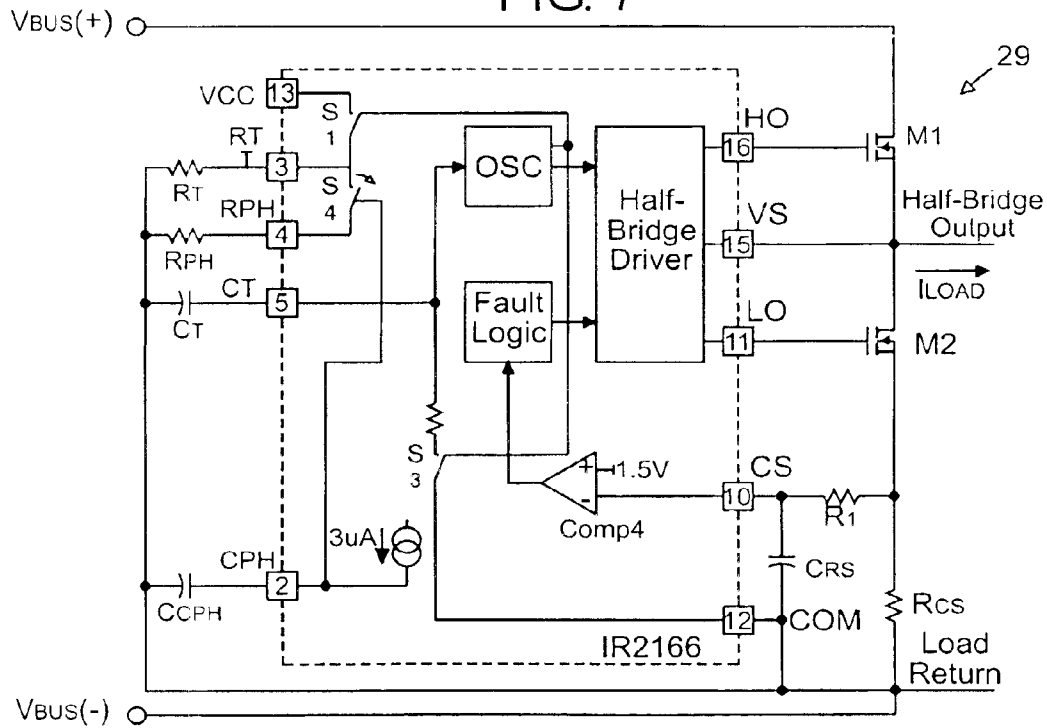 FIG. 7
VBUS(+)
29
VCC
13
S
1
HO
16
M1
RT
3
RT
OSC
S
4
RPH
4
RPH
Half-
Bridge
Driver
VS
15
Half-Bridge
Output
ILOAD
CT
5
CT
Fault
Logic
LO
11
M2
S
3
+
1.5V
-
Comp4
CS
10
R1
3uA
CPH
2
CCPH
CRS
RCS
12
COM
IR2166
Load
Return
VBUS(-)